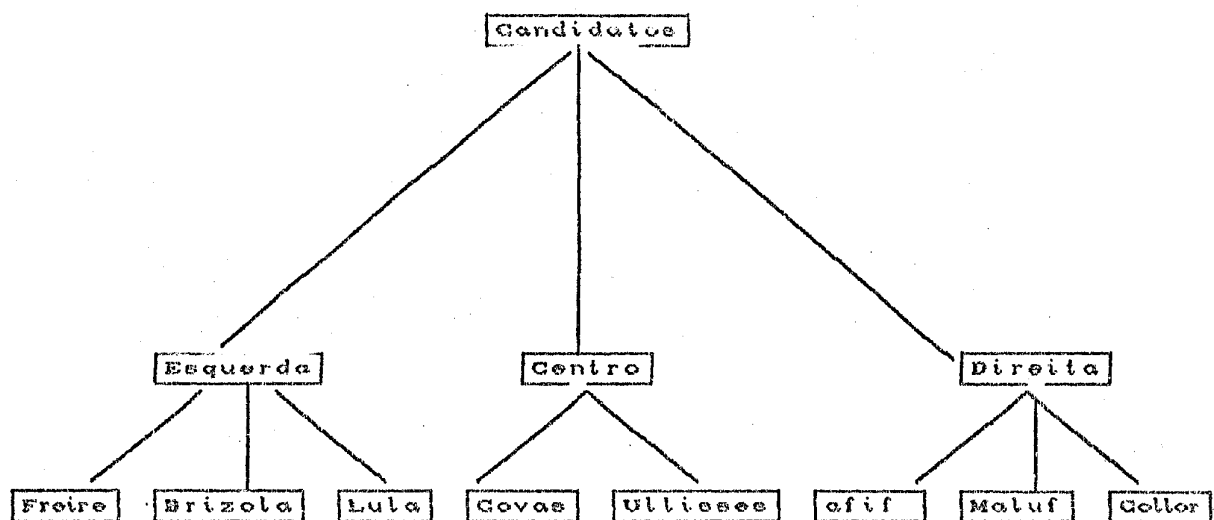 Candidatos
Esquerda Centro Direita
Freire Brizola Lula Covas Ullisses afif Maluf Collor